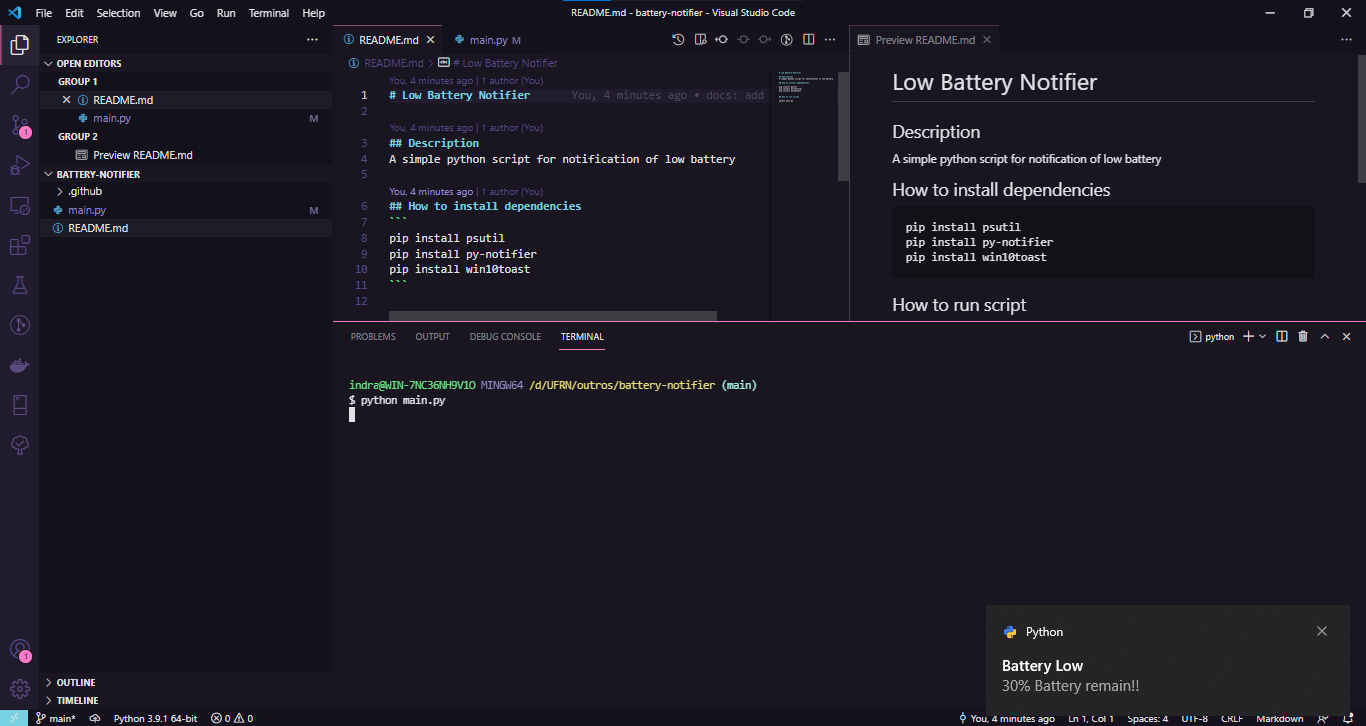 File Edit Selection View Go Run Terminal Help
README.md - battery-notifier - Visual Studio Code
EXPLORER
OPEN EDITORS
GROUP 1
README.md
main.py M
GROUP 2
Preview README.md
BATTERY-NOTIFIER
.github
main.py M
README.md
OUTLINE
TIMELINE
1
1
README.md
main.py M
README.md > # Low Battery Notifier
You, 4 minutes ago | 1 author (You)
1 # Low Battery Notifier You, 4 minutes ago • docs: add
2
You, 4 minutes ago | 1 author (You)
3 ## Description
4 A simple python script for notification of low battery
5
You, 4 minutes ago | 1 author (You)
6 ## How to install dependencies
7 ```
8 pip install psutil
9 pip install py-notifier
10 pip install win10toast
11 ```
12
Preview README.md
Low Battery Notifier
Description
A simple python script for notification of low battery
How to install dependencies
pip install psutil
pip install py-notifier
pip install win10toast
How to run script
PROBLEMS OUTPUT DEBUG CONSOLE TERMINAL
python
indra@WIN-7NC36NH9V1O MINGW64 /d/UFRN/outros/battery-notifier (main)
$ python main.py
Python
Battery Low
30% Battery remain!!
main* Python 3.9.1 64-bit 0 0
You, 4 minutes ago Ln 1, Col 1 Spaces: 4 UTF-8 CRLF Markdown